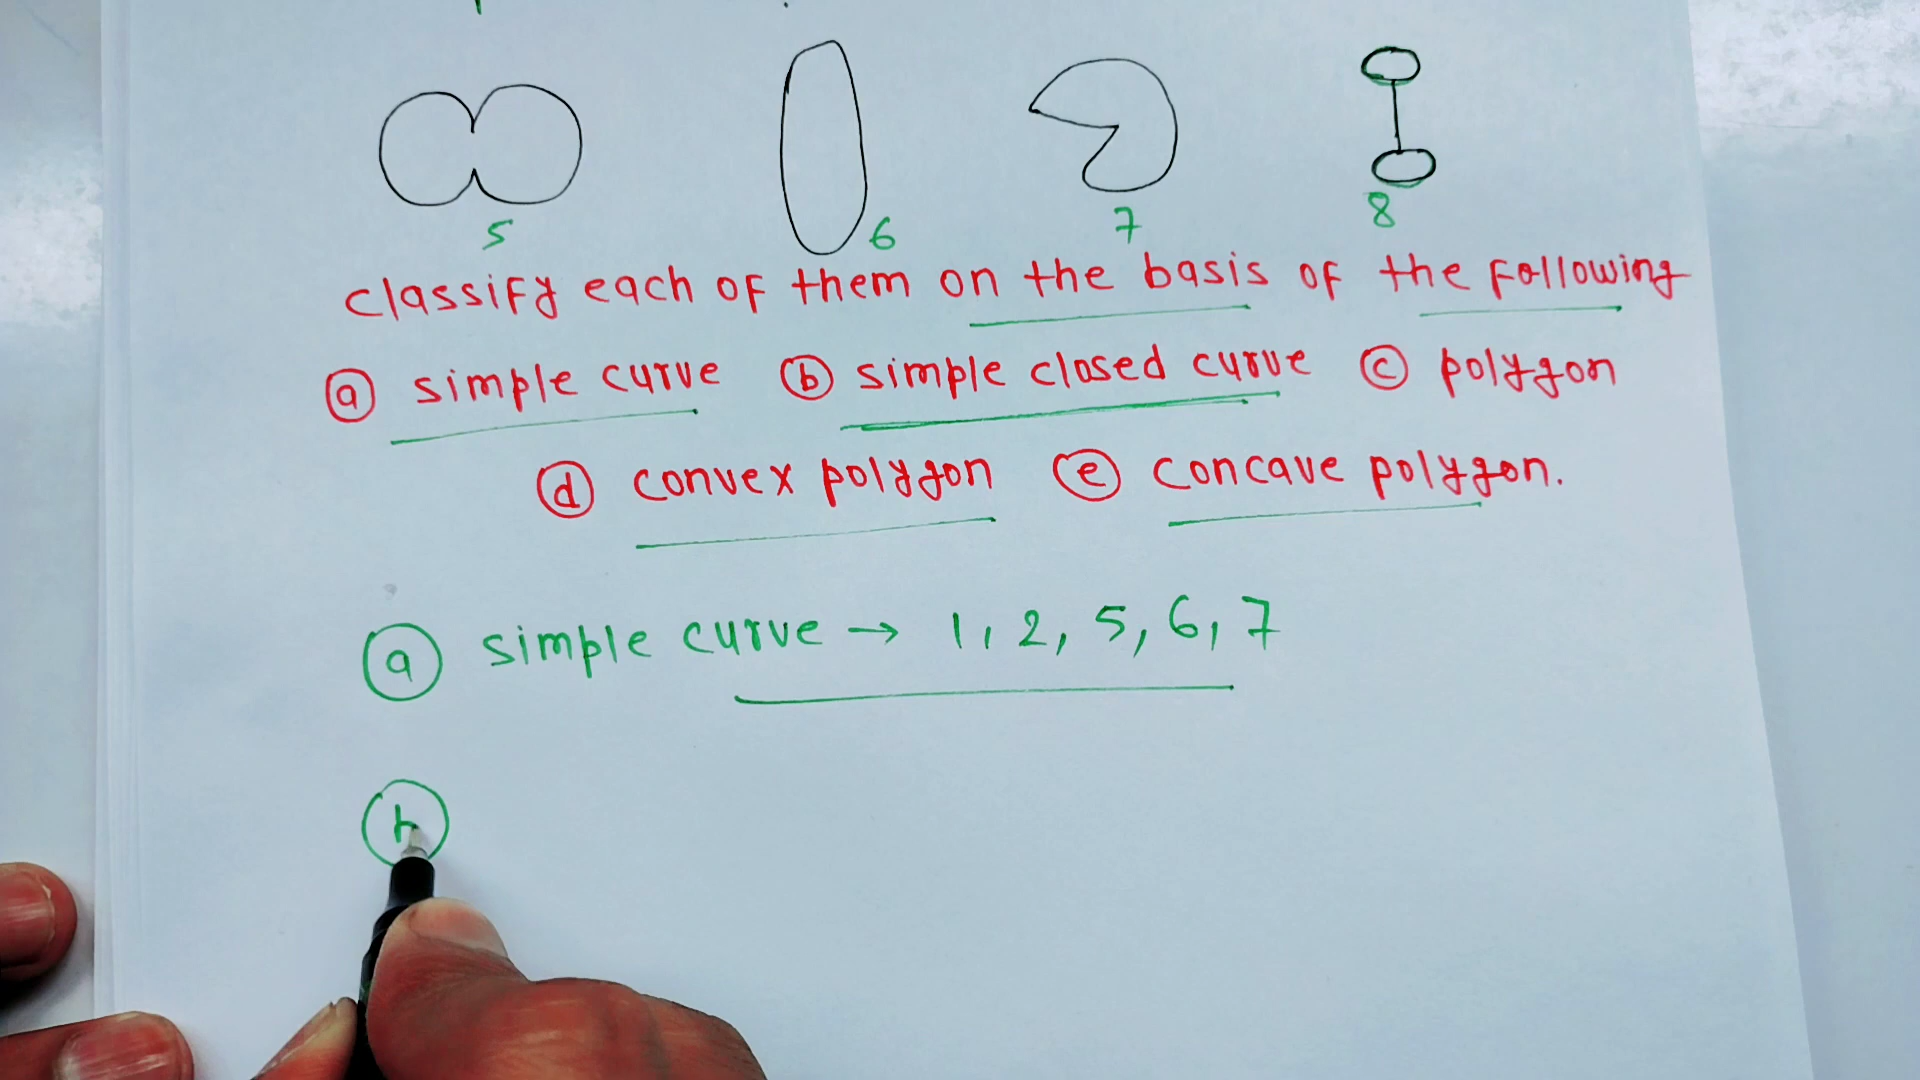 5 6 7 8
classify each of them on the basis of the following
ⓐ simple curve ⓑ simple closed curve ⓒ polygon
ⓓ convex polygon ⓔ concave polygon.
ⓐ simple curve → 1, 2, 5, 6, 7